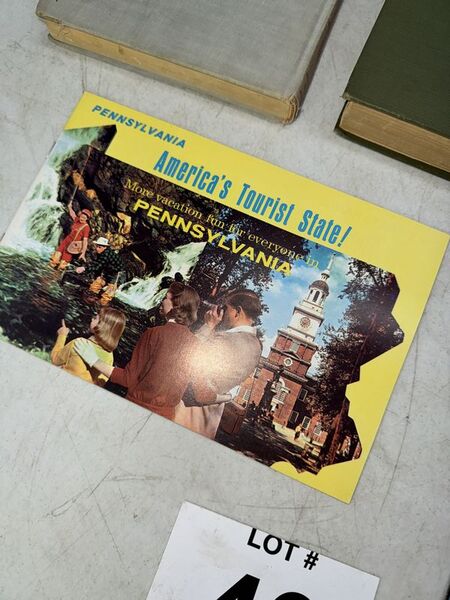 PENNSYLVANIA
America's Tourist State!
More vacation fun for everyone in...
PENNSYLVANIA
LOT #